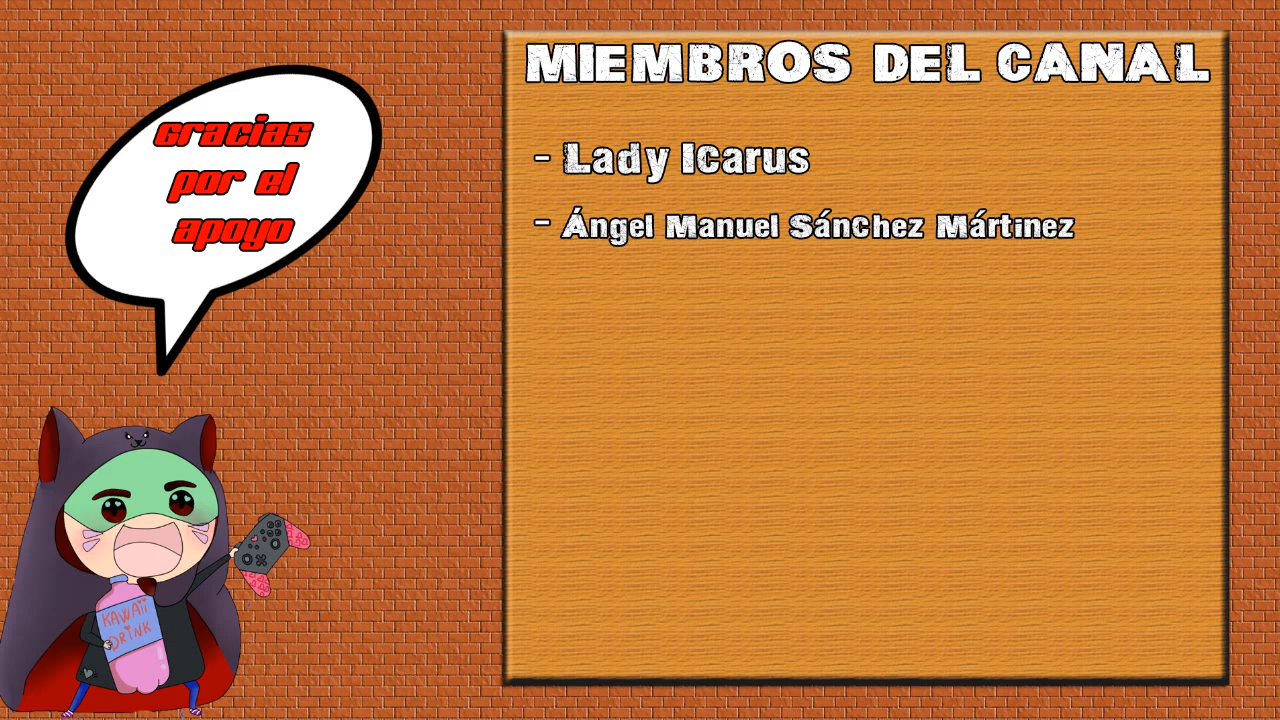 Gracias
por el
apoyo
MIEMBROS DEL CANAL
- Lady Icarus
- Ángel Manuel Sánchez Mártinez
KAWAii
DRiNK